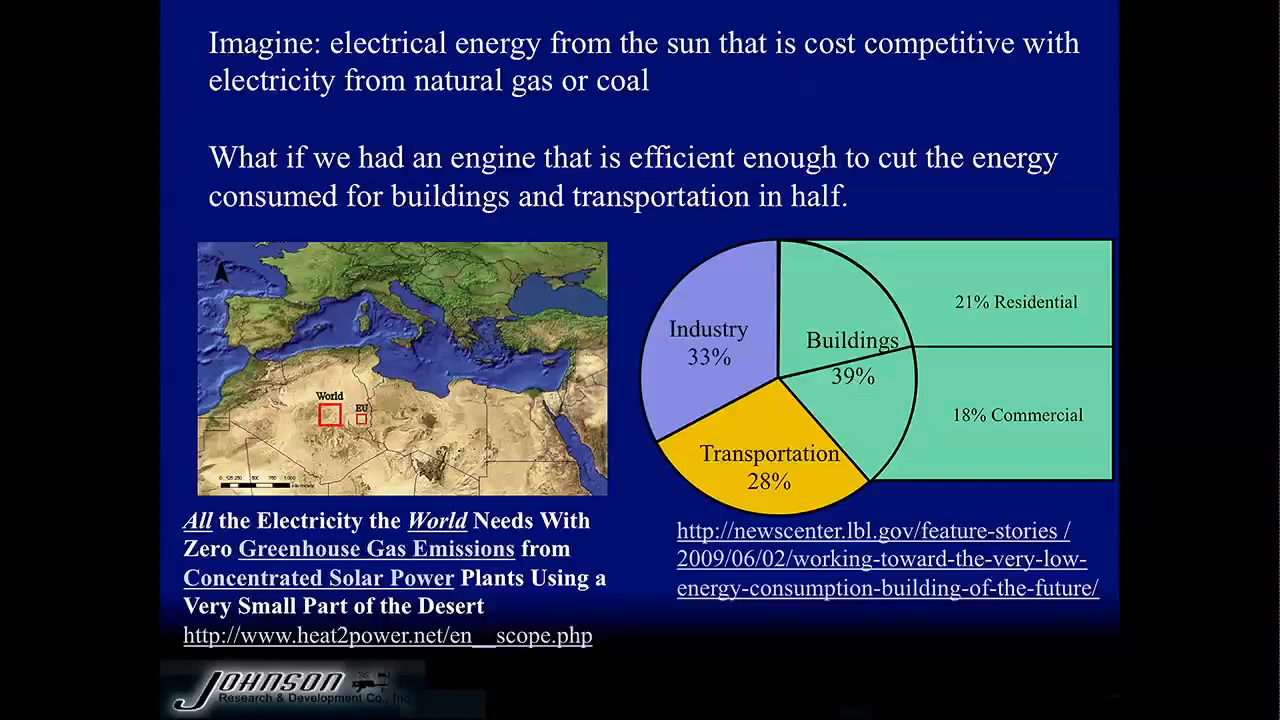 Imagine: electrical energy from the sun that is cost competitive with
electricity from natural gas or coal
What if we had an engine that is efficient enough to cut the energy
consumed for buildings and transportation in half.
World
EU
Industry
33%
Buildings
39%
Transportation
28%
21% Residential
18% Commercial
All the Electricity the World Needs With
Zero Greenhouse Gas Emissions from
Concentrated Solar Power Plants Using a
Very Small Part of the Desert
http://www.heat2power.net/en__scope.php
http://newscenter.lbl.gov/feature-stories /
2009/06/02/working-toward-the-very-low-
energy-consumption-building-of-the-future/
JOHNSON
Research & Development Co., Inc